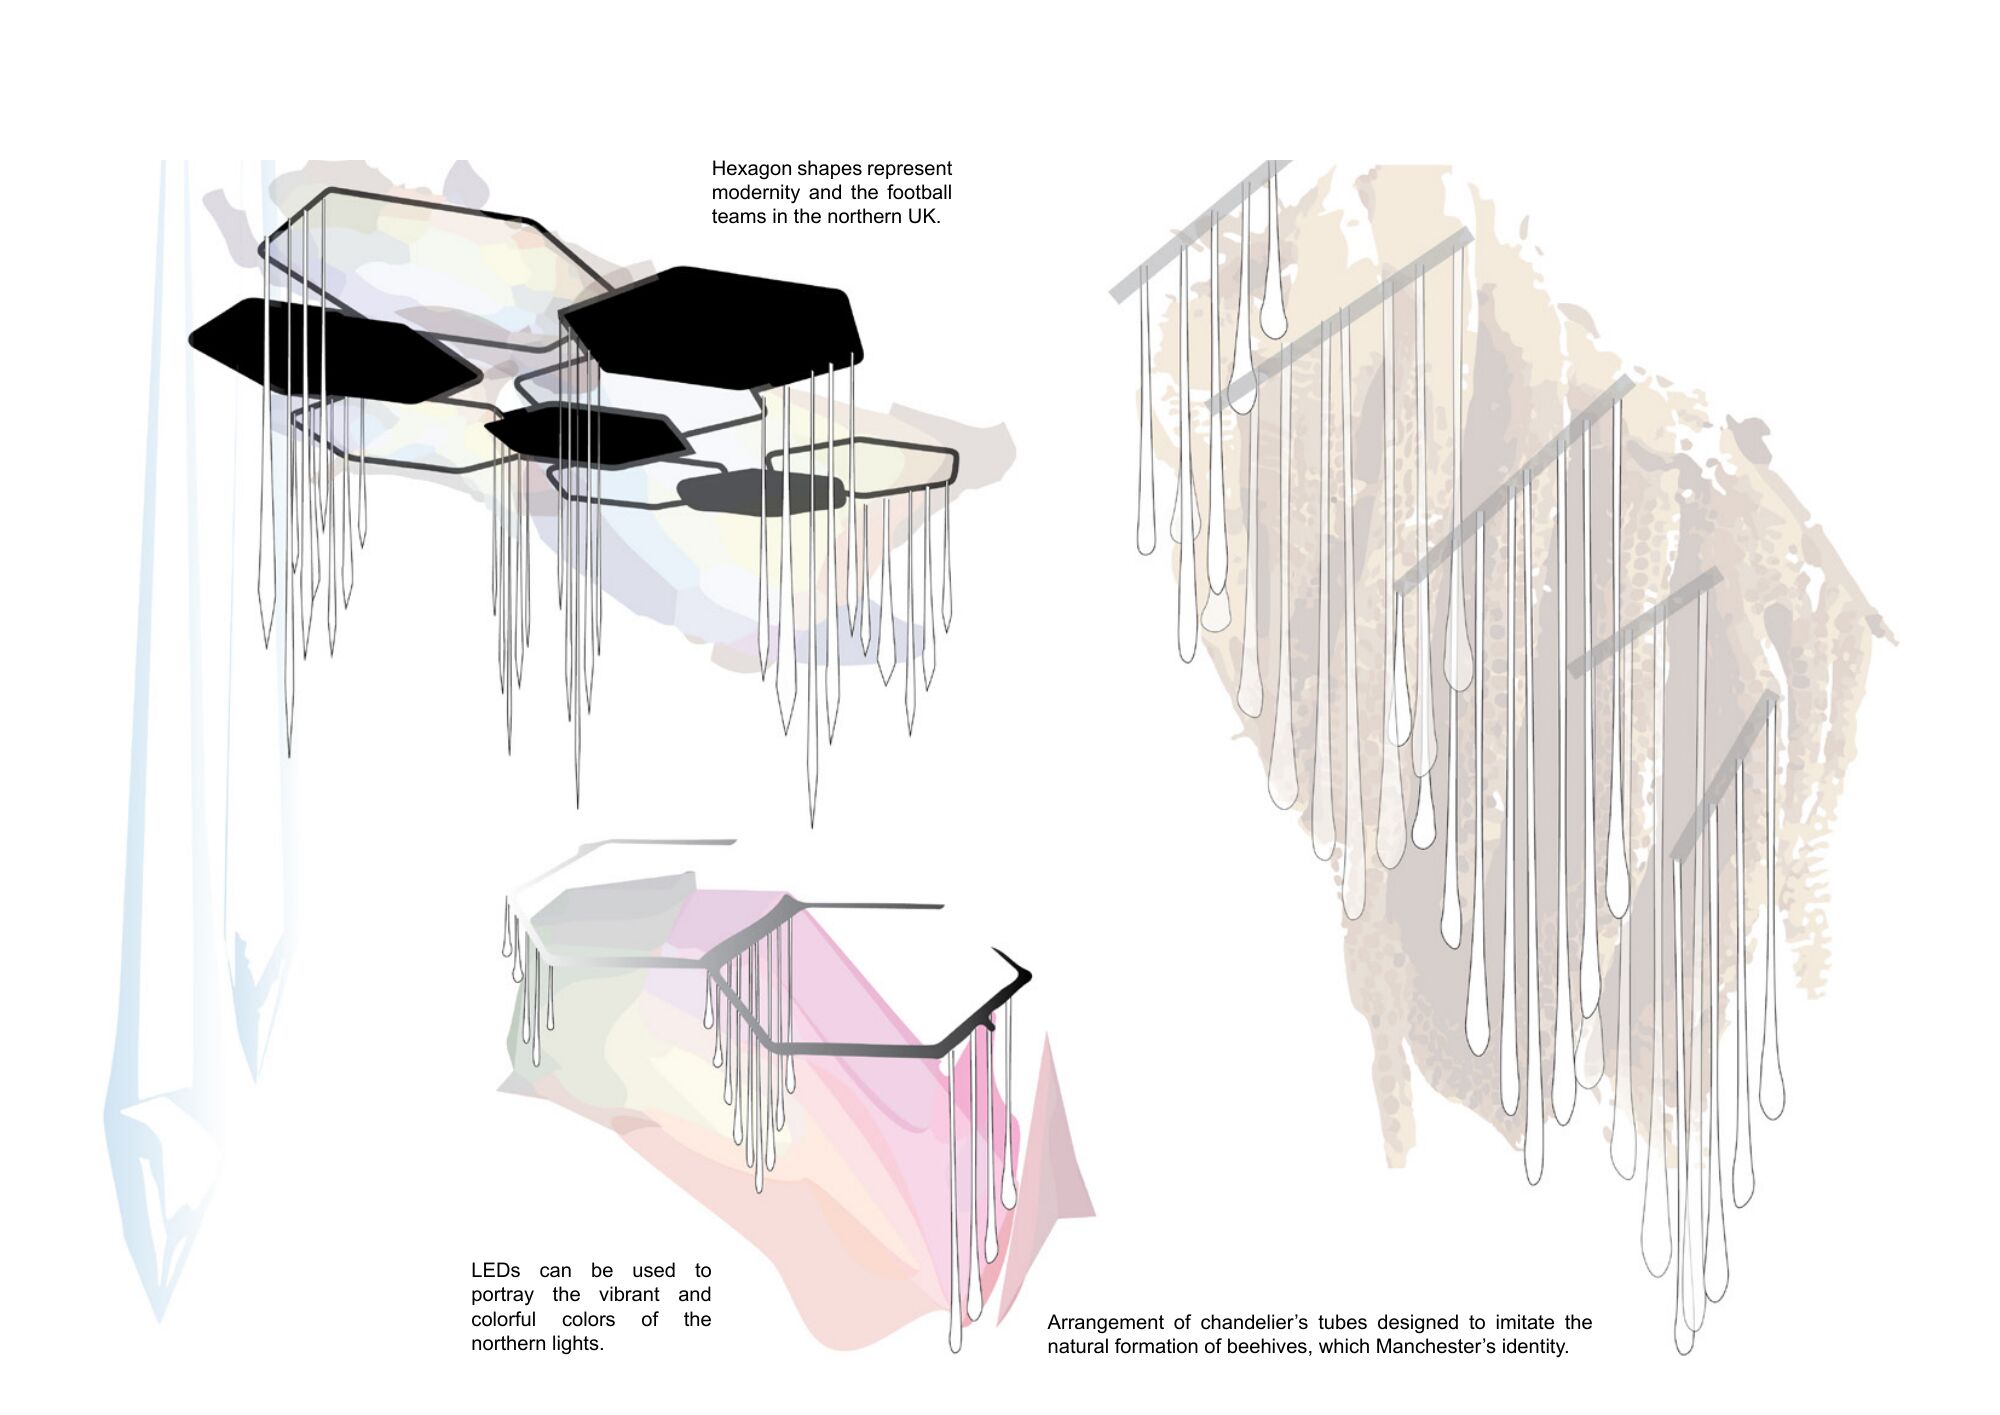 Hexagon shapes represent
modernity and the football
teams in the northern UK.
LEDs can be used to
portray the vibrant and
colorful colors of the
northern lights.
Arrangement of chandelier’s tubes designed to imitate the
natural formation of beehives, which Manchester’s identity.